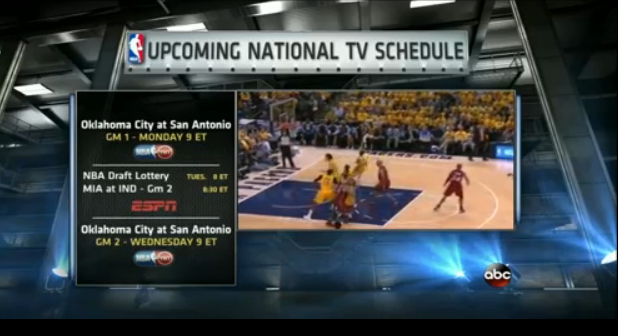 UPCOMING NATIONAL TV SCHEDULE
Oklahoma City at San Antonio
GM 1 - MONDAY 9 ET
NBA Draft Lottery TUES. 8 ET
MIA at IND - Gm 2 8:30 ET
ESPN
Oklahoma City at San Antonio
GM 2 - WEDNESDAY 9 ET
abc